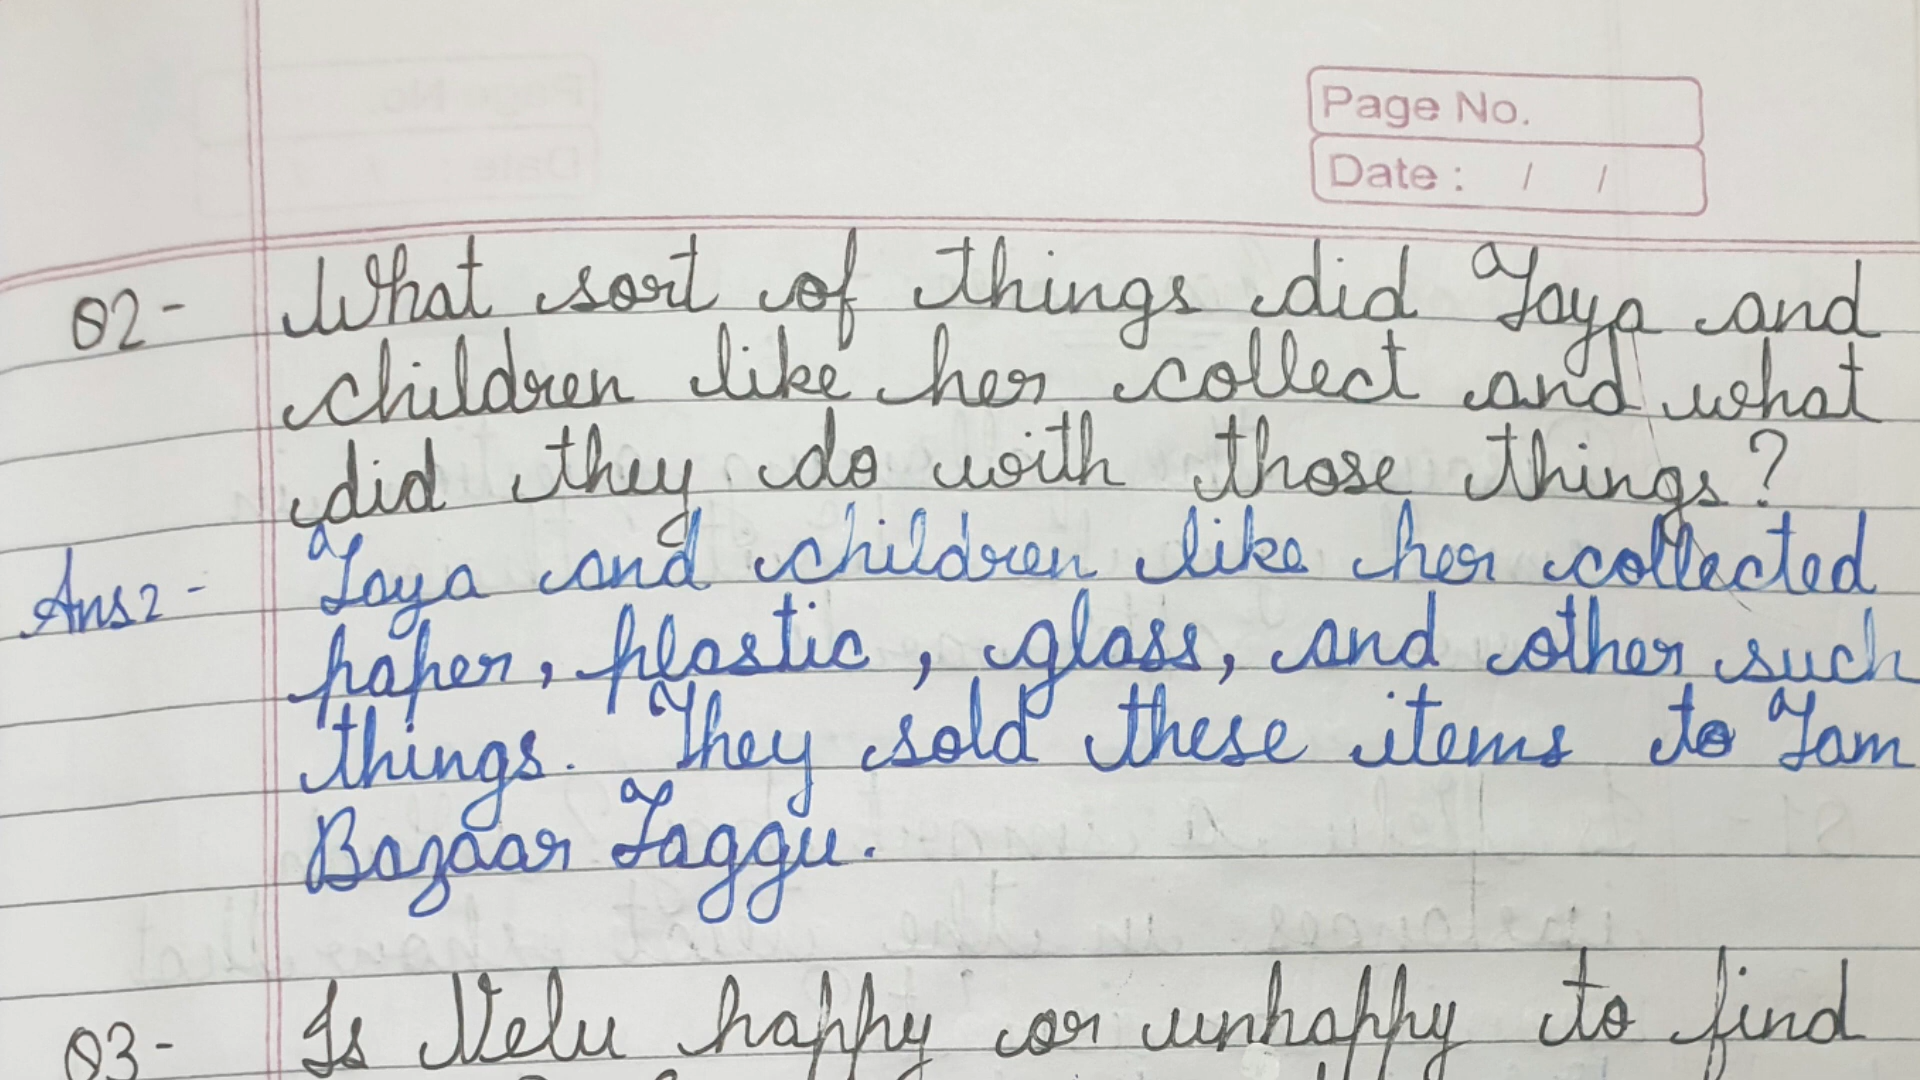 Page No.
Date : / /
Q2- What sort of things did Jaya and
children like her collect and what
did they do with those things?
Ans2- Jaya and children like her collected
paper, plastic, glass, and other such
things. They sold these items to Jam
Bazaar Jaggu.
Q3- Is Velu happy or unhappy to find